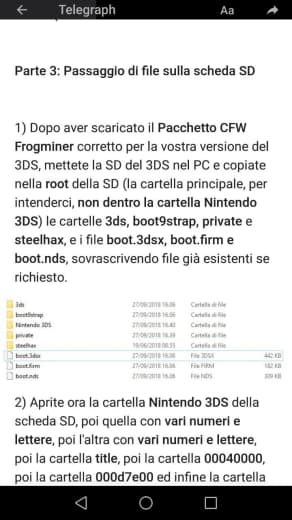 Telegraph
Aa
Parte 3: Passaggio di file sulla scheda SD
1) Dopo aver scaricato il Pacchetto CFW
Frogminer corretto per la vostra versione del
3DS, mettete la SD del 3DS nel PC e copiate
nella root della SD (la cartella principale, per
intenderci, non dentro la cartella Nintendo
3DS) le cartelle 3ds, boot9strap, private e
steelhax, e i file boot.3dsx, boot.firm e
boot.nds, sovrascrivendo file già esistenti se
richiesto.
3ds 27/09/2018 16.06 Cartella di file
boot9strap 27/09/2018 16.06 Cartella di file
Nintendo 3DS 27/09/2018 16.40 Cartella di file
private 27/09/2018 16.39 Cartella di file
steelhax 19/06/2018 08.55 Cartella di file
boot.3dsx 27/09/2018 16.06 File 3DSX 442 KB
boot.firm 27/09/2018 16.06 File FIRM 182 KB
boot.nds 27/09/2018 16.06 File NDS 309 KB
2) Aprite ora la cartella Nintendo 3DS della
scheda SD, poi quella con vari numeri e
lettere, poi l'altra con vari numeri e lettere,
poi la cartella title, poi la cartella 00040000,
poi la cartella 000d7e00 ed infine la cartella